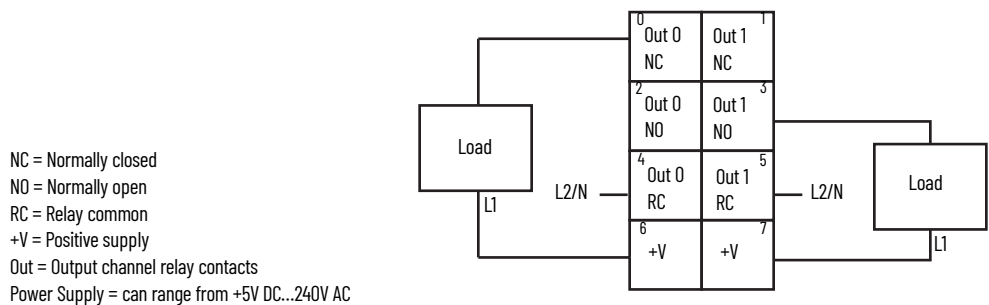 0
Out 0
NC
1
Out 1
NC
2
Out 0
NO
3
Out 1
NO
4
Out 0
RC
5
Out 1
RC
6
+V
7
+V
Load
L1
L2/N
L2/N
Load
L1
NC = Normally closed
NO = Normally open
RC = Relay common
+V = Positive supply
Out = Output channel relay contacts
Power Supply = can range from +5V DC...240V AC